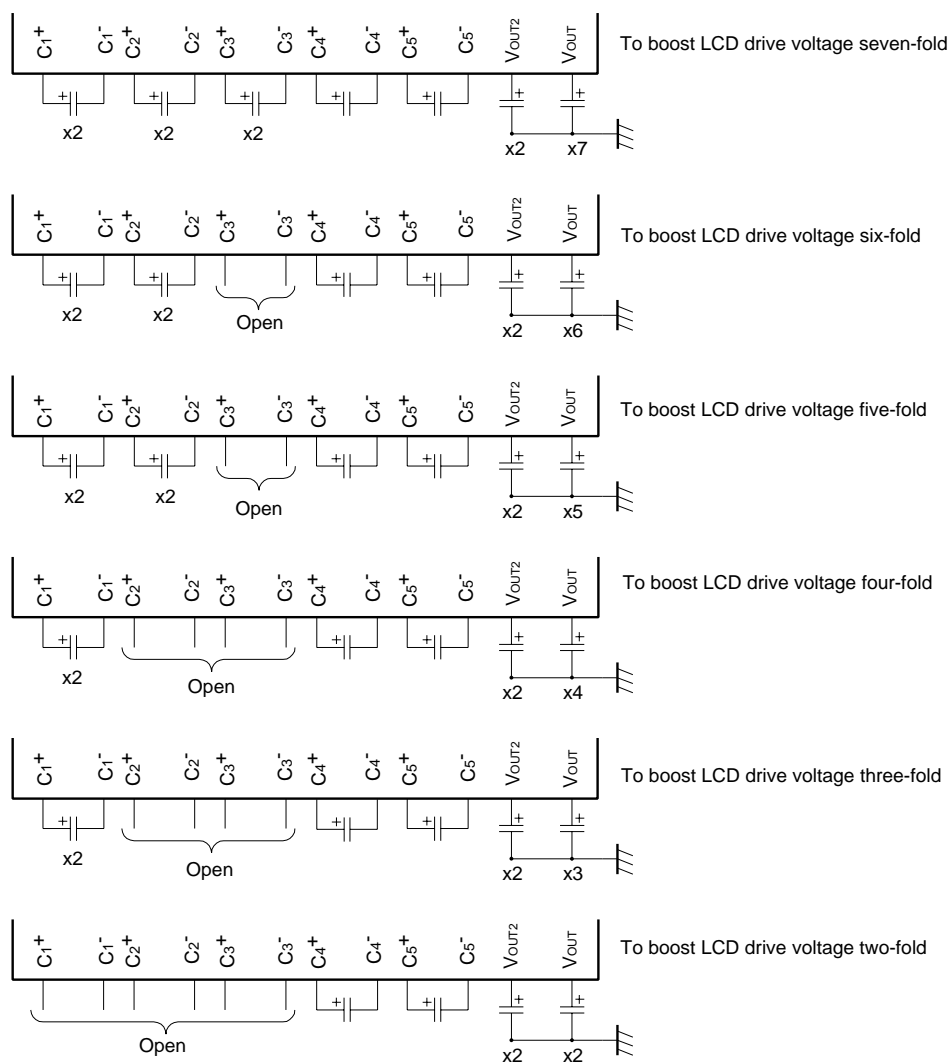 C1+ C1- C2+ C2- C3+ C3- C4+ C4- C5+ C5- VOUT2 VOUT
To boost LCD drive voltage seven-fold
+ + + + + + +
x2 x2 x2 x2 x7
C1+ C1- C2+ C2- C3+ C3- C4+ C4- C5+ C5- VOUT2 VOUT
To boost LCD drive voltage six-fold
+ + + + + +
x2 x2 Open x2 x6
C1+ C1- C2+ C2- C3+ C3- C4+ C4- C5+ C5- VOUT2 VOUT
To boost LCD drive voltage five-fold
+ + + + + +
x2 x2 Open x2 x5
C1+ C1- C2+ C2- C3+ C3- C4+ C4- C5+ C5- VOUT2 VOUT
To boost LCD drive voltage four-fold
+ + + + +
x2 Open x2 x4
C1+ C1- C2+ C2- C3+ C3- C4+ C4- C5+ C5- VOUT2 VOUT
To boost LCD drive voltage three-fold
+ + + + +
x2 Open x2 x3
C1+ C1- C2+ C2- C3+ C3- C4+ C4- C5+ C5- VOUT2 VOUT
To boost LCD drive voltage two-fold
+ + + +
Open x2 x2